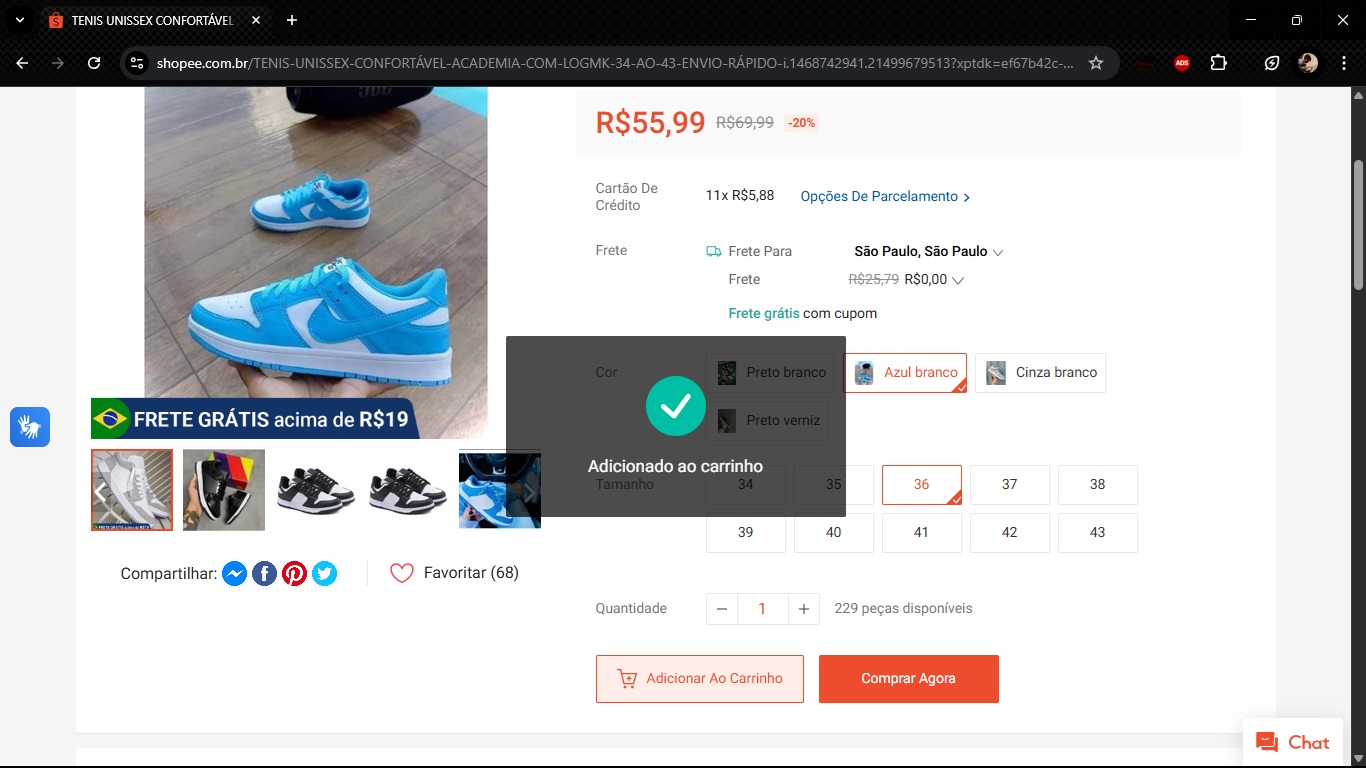 TENIS UNISSEX CONFORTÁVEL
shopee.com.br/TENIS-UNISSEX-CONFORTÁVEL-ACADEMIA-COM-LOGMK-34-AO-43-ENVIO-RÁPIDO-i.1468742941.21499679513?xptdk=ef67b42c-...
ADS
R$55,99 R$69,99 -20%
Cartão De Crédito 11x R$5,88 Opções De Parcelamento
Frete Frete Para São Paulo, São Paulo
Frete R$25,79 R$0,00
Frete grátis com cupom
Cor Preto branco Azul branco Cinza branco
Preto verniz
FRETE GRÁTIS acima de R$19
Adicionado ao carrinho
Tamanho 34 35 36 37 38
39 40 41 42 43
Compartilhar: Favoritar (68)
Quantidade 1 229 peças disponíveis
Adicionar Ao Carrinho Comprar Agora
Chat